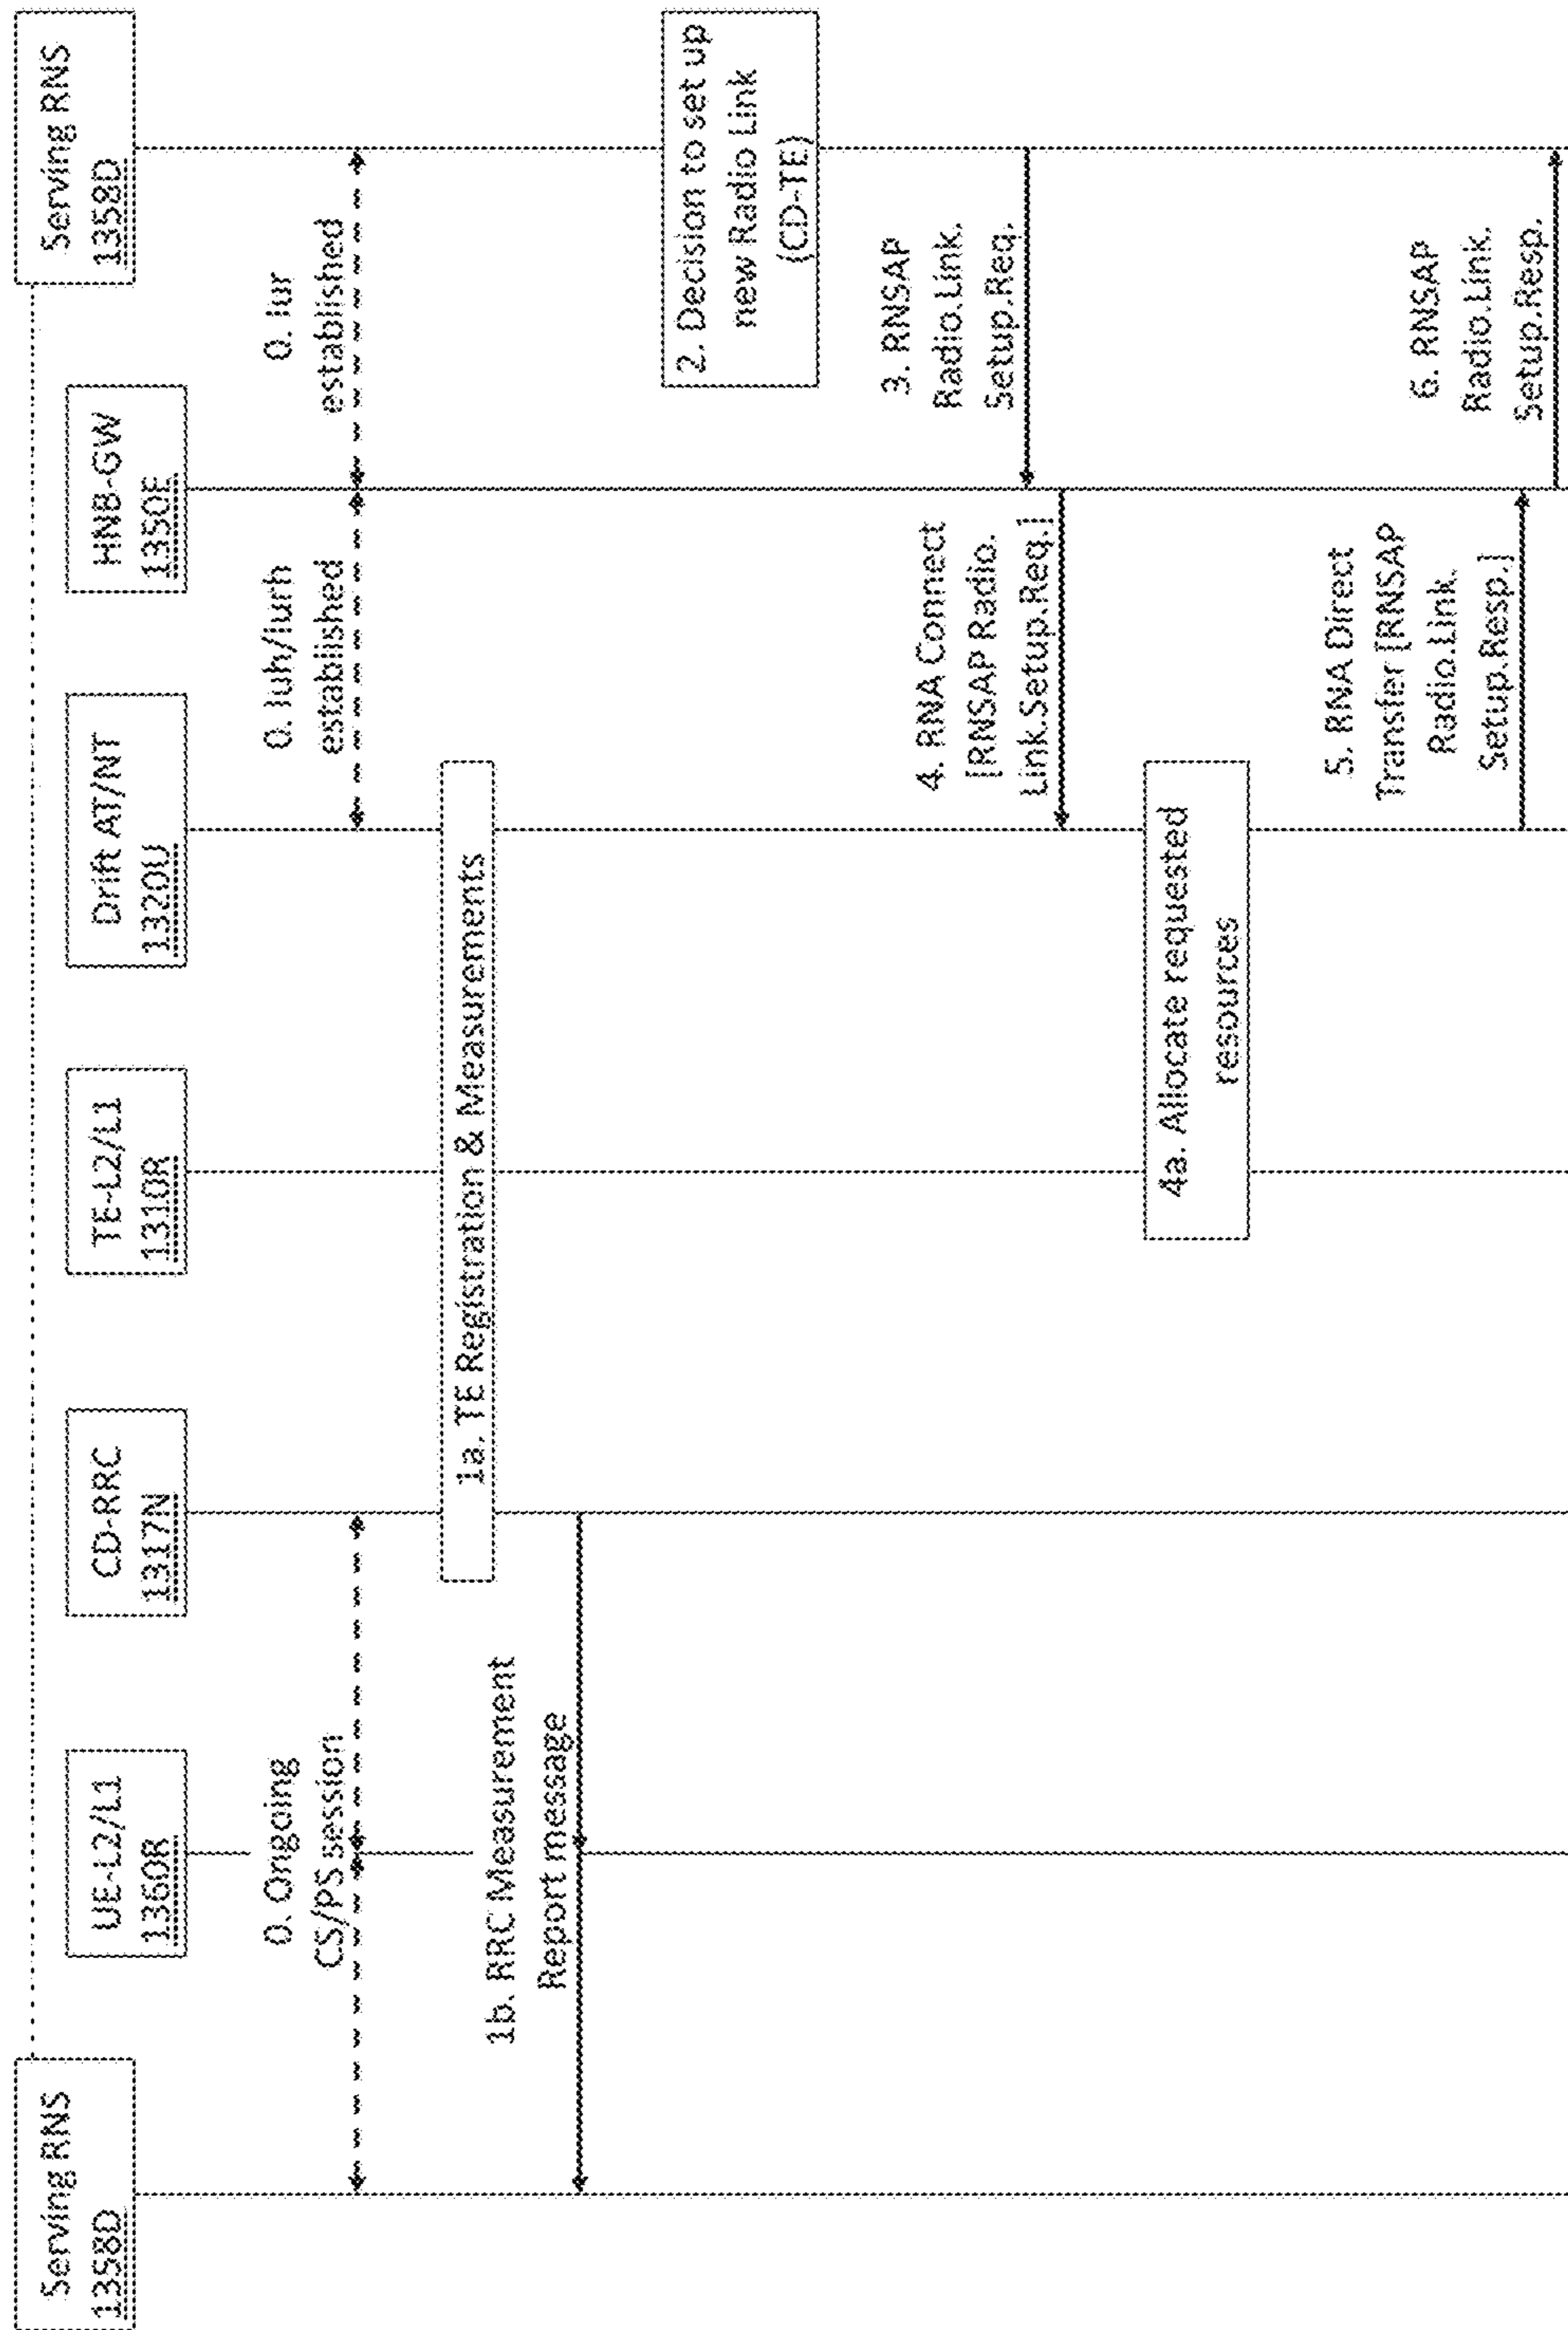 Serving RNS
1358D
UE-L2/L1
1360R
CD-RRC
1317N
TE-L2/L1
1310R
Drift AT/NT
1320U
HNB-GW
1350F
Serving RNS
1358D
0. Ongoing
CS/PS session
0. Iuh/Iurh
established
0. Iur
established
1a. TE Registration & Measurements
1b. RRC Measurement
Report message
2. Decision to set up
new Radio Link
(CD-TE)
3. RNSAP
Radio.Link.
Setup.Req.
4. RNA Connect
[RNSAP Radio.
Link.Setup.Req.]
4a. Allocate requested
resources
5. RNA Direct
Transfer [RNSAP
Radio.Link.
Setup.Resp.]
6. RNSAP
Radio.Link.
Setup.Resp.